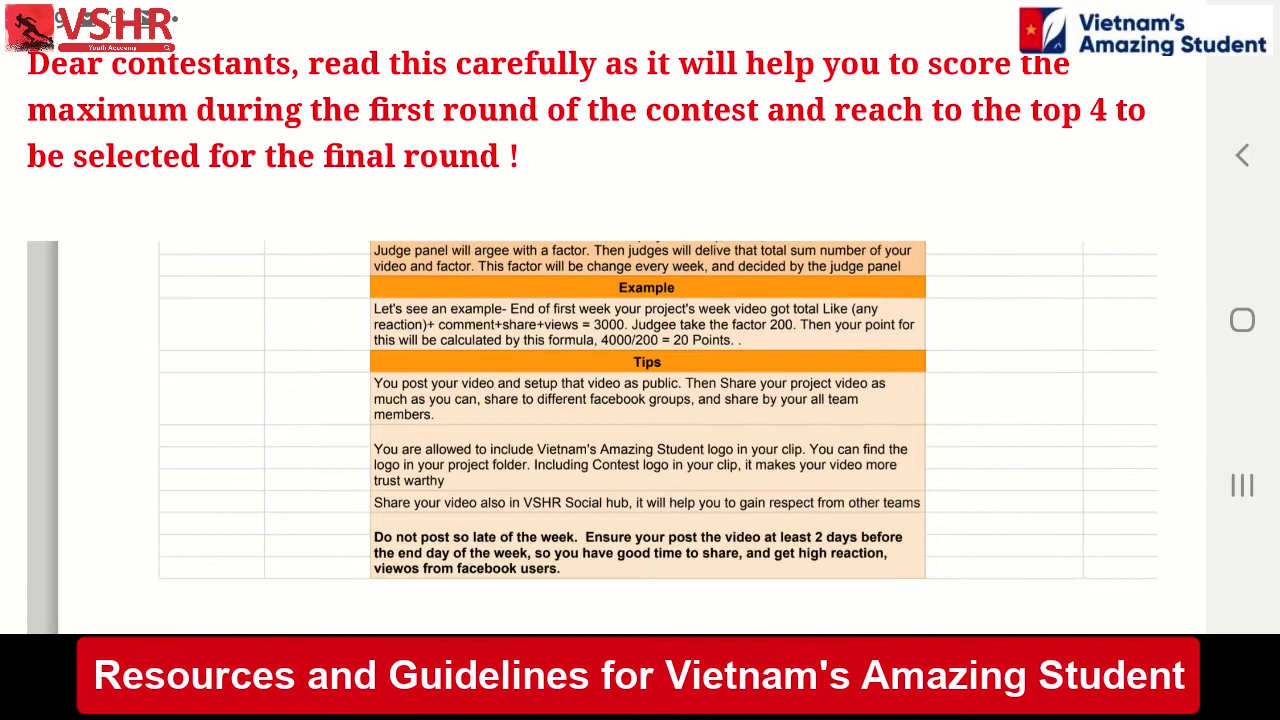 VSHR
Youth Academy
Vietnam's
Amazing Student
Dear contestants, read this carefully as it will help you to score the
maximum during the first round of the contest and reach to the top 4 to
be selected for the final round !
Judge panel will argee with a factor. Then judges will delive that total sum number of your
video and factor. This factor will be change every week, and decided by the judge panel
Example
Let's see an example- End of first week your project's week video got total Like (any
reaction)+ comment+share+views = 3000. Judgee take the factor 200. Then your point for
this will be calculated by this formula, 4000/200 = 20 Points. .
Tips
You post your video and setup that video as public. Then Share your project video as
much as you can, share to different facebook groups, and share by your all team
members.
You are allowed to include Vietnam's Amazing Student logo in your clip. You can find the
logo in your project folder. Including Contest logo in your clip, it makes your video more
trust warthy
Share your video also in VSHR Social hub, it will help you to gain respect from other teams
Do not post so late of the week.  Ensure your post the video at least 2 days before
the end day of the week, so you have good time to share, and get high reaction,
viewos from facebook users.
Resources and Guidelines for Vietnam's Amazing Student